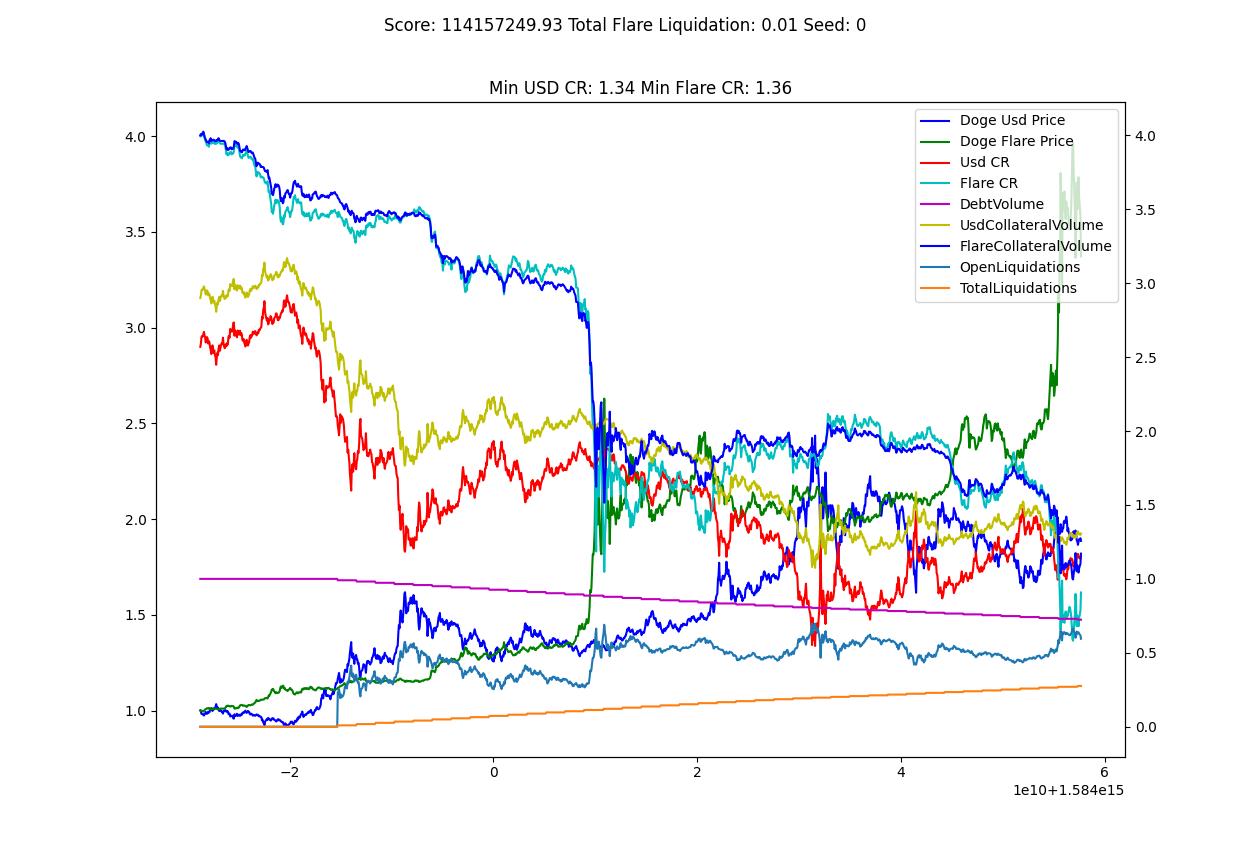 Score: 114157249.93 Total Flare Liquidation: 0.01 Seed: 0
Min USD CR: 1.34 Min Flare CR: 1.36
Doge Usd Price
Doge Flare Price
Usd CR
Flare CR
DebtVolume
UsdCollateralVolume
FlareCollateralVolume
OpenLiquidations
TotalLiquidations
4.0
3.5
3.0
2.5
2.0
1.5
1.0
4.0
3.5
3.0
2.5
2.0
1.5
1.0
0.5
0.0
−2
0
2
4
6
1e10+1.584e15